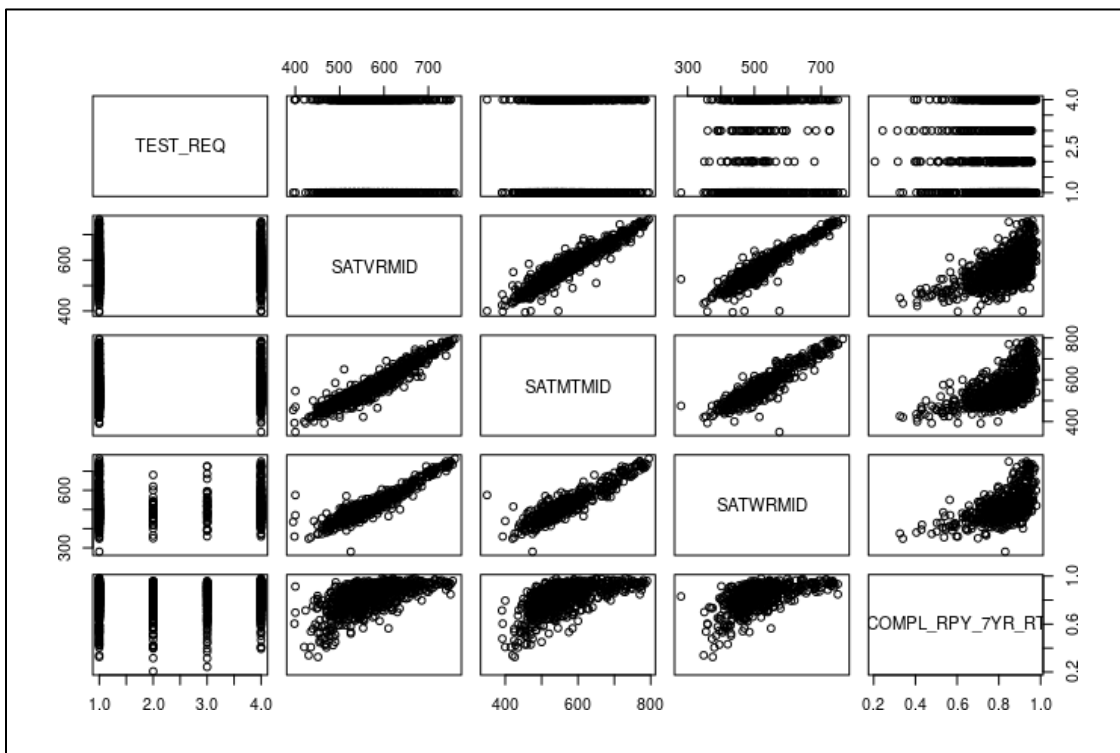 400 500 600 700
300 500 700
TEST_REQ
1.0 2.5 4.0
400 600
SATVRMID
SATMTMID
400 600 800
300 600
SATWRMID
COMPL_RPY_7YR_RT
0.2 0.6 1.0
1.0 2.0 3.0 4.0
400 600 800
0.2 0.4 0.6 0.8 1.0